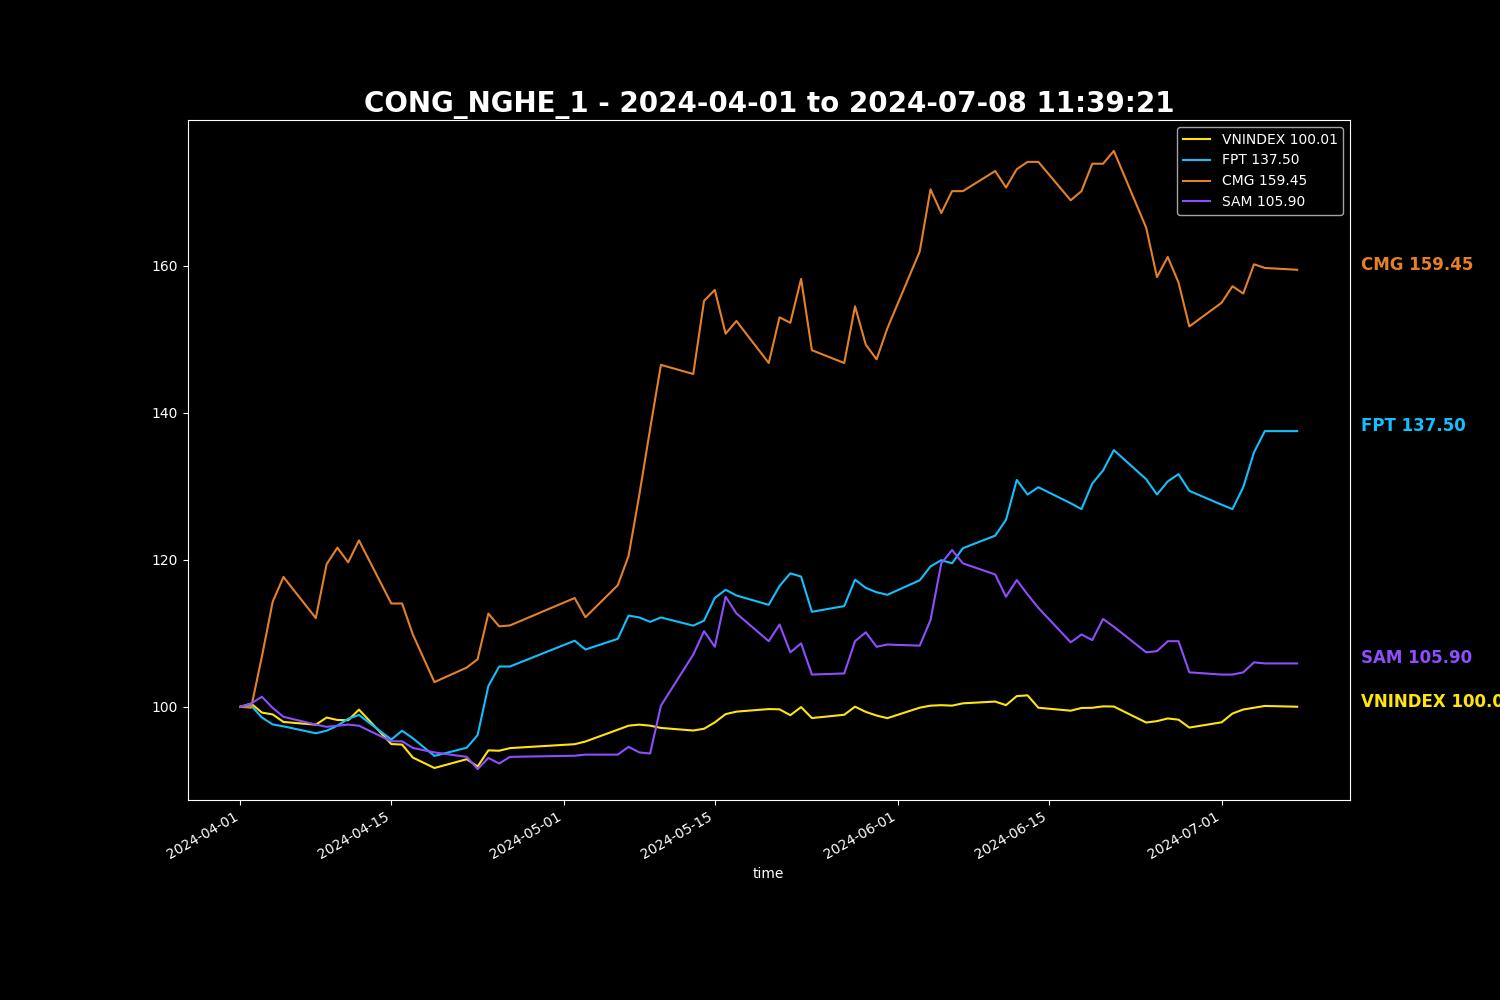 CONG_NGHE_1 - 2024-04-01 to 2024-07-08 11:39:21
VNINDEX 100.01
FPT 137.50
CMG 159.45
SAM 105.90
160
140
120
100
CMG 159.45
FPT 137.50
SAM 105.90
VNINDEX 100.0
2024-04-01
2024-04-15
2024-05-01
2024-05-15
2024-06-01
2024-06-15
2024-07-01
time